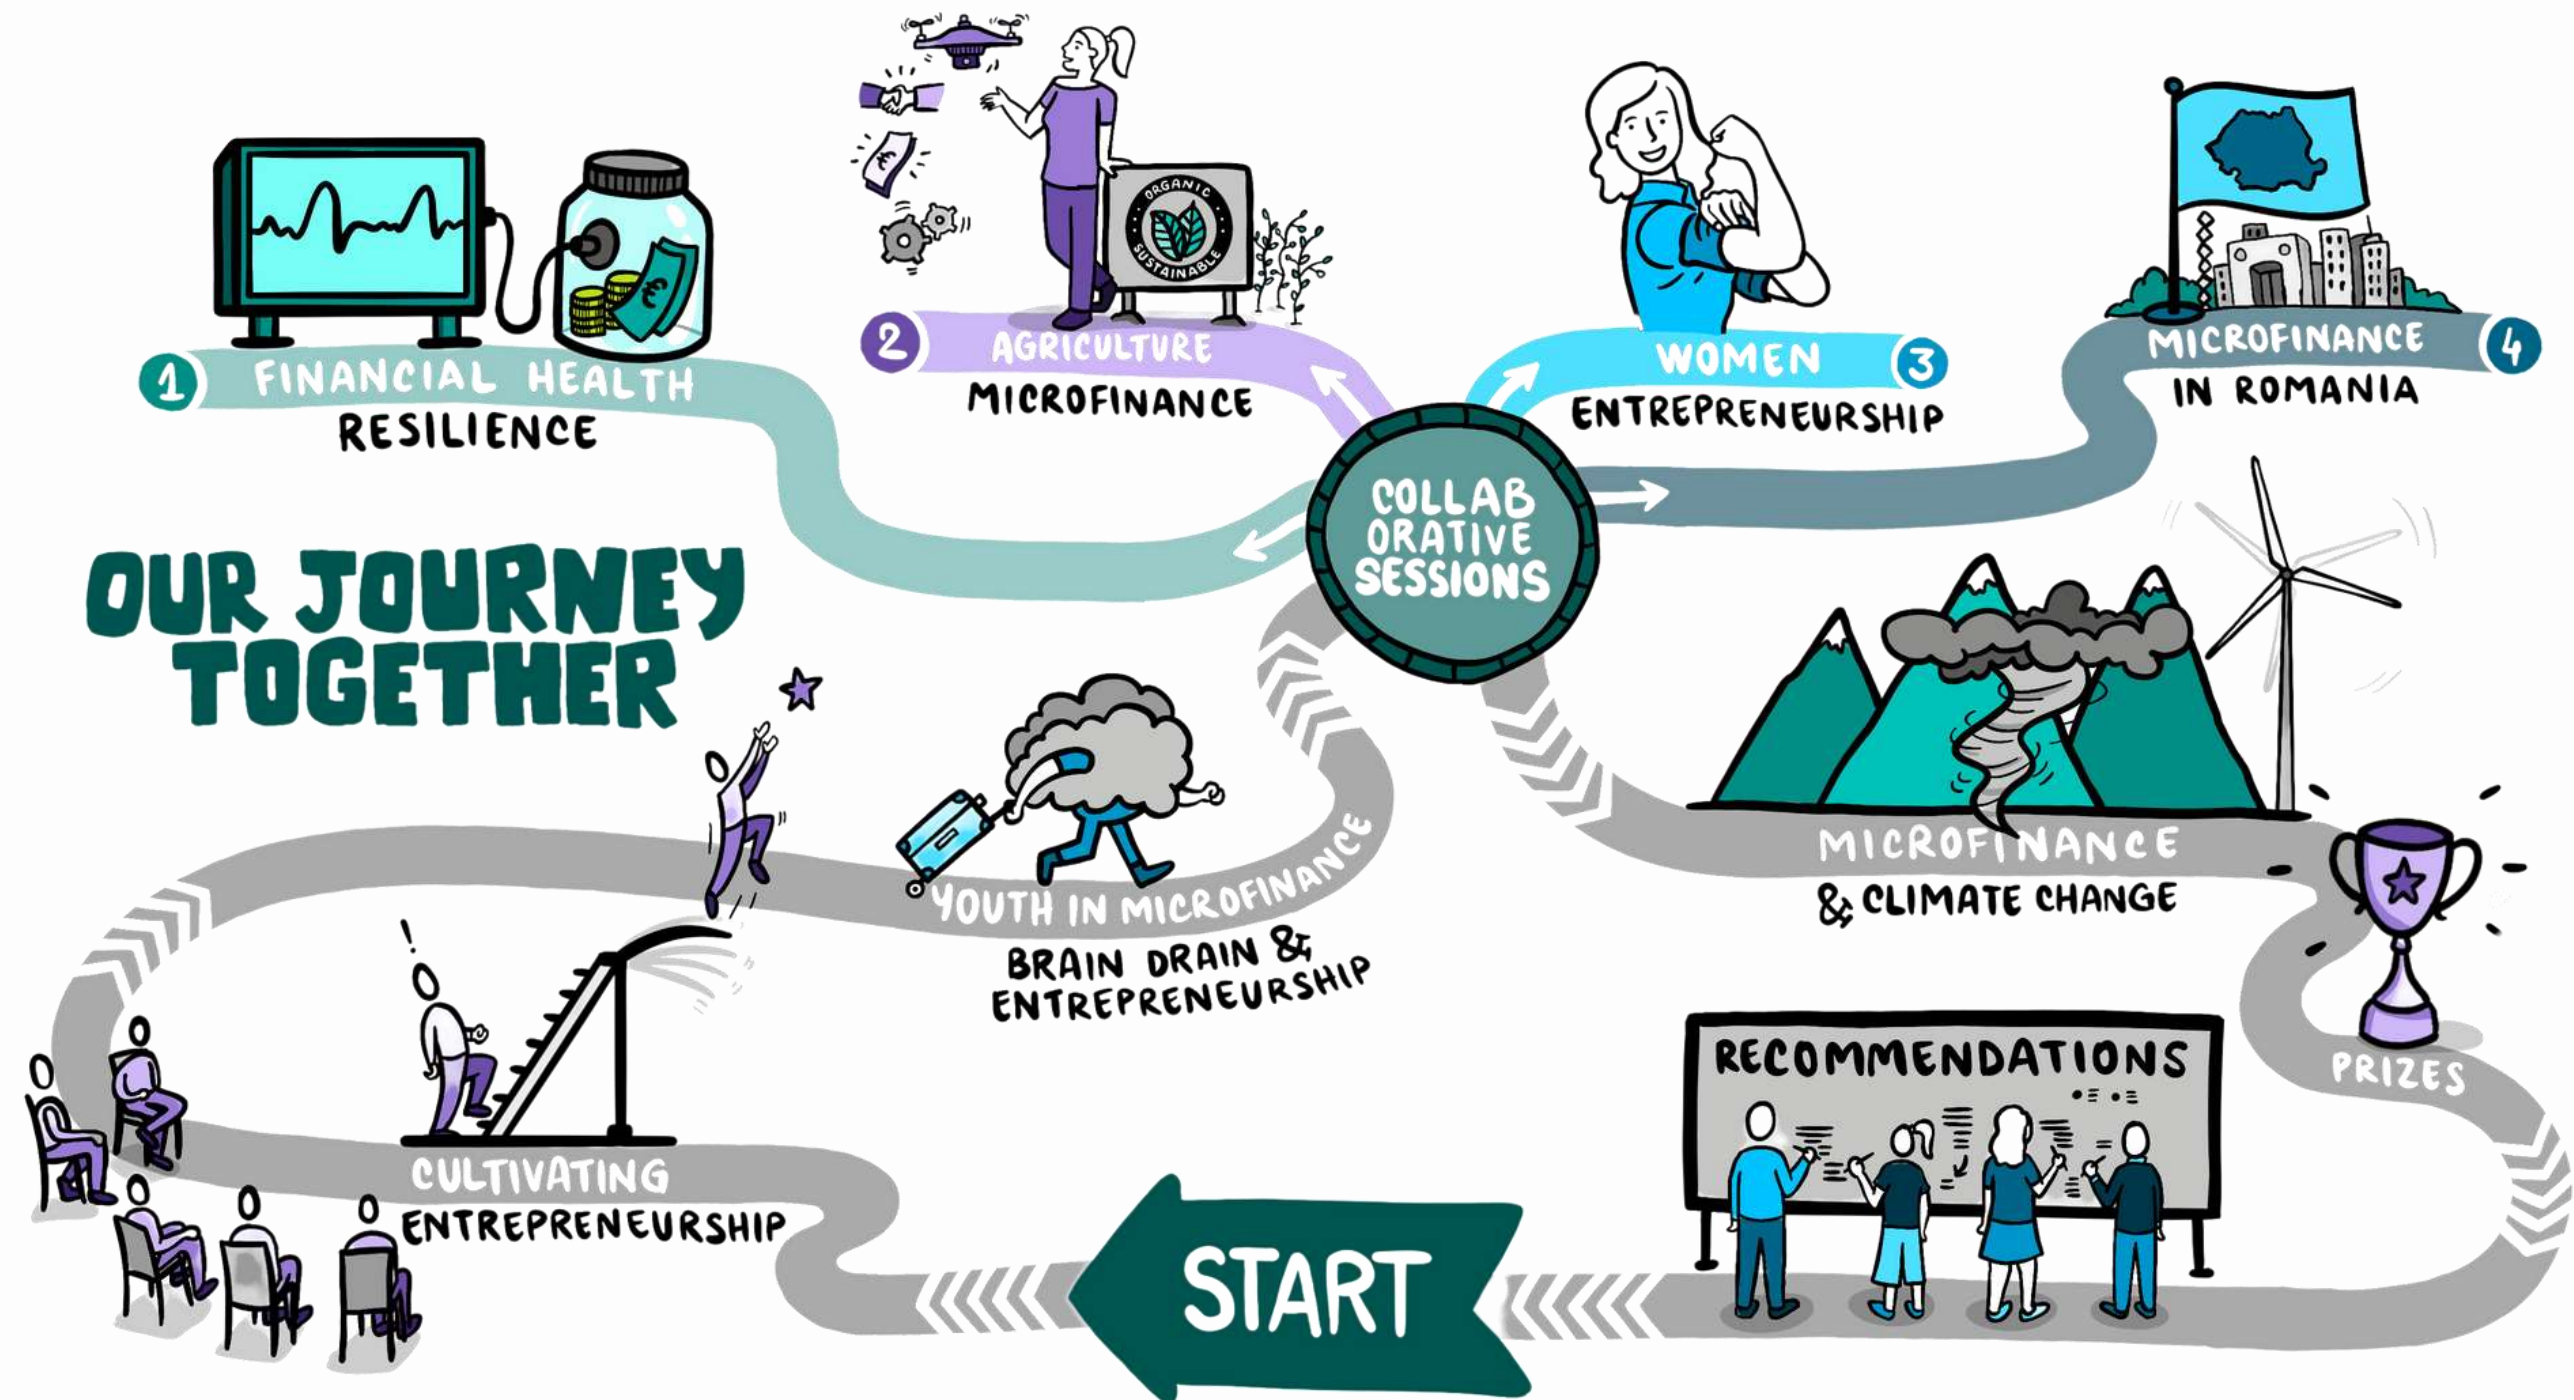 OUR JOURNEY
TOGETHER
START
CULTIVATING
ENTREPRENEURSHIP
!
YOUTH IN MICROFINANCE
BRAIN DRAIN &
ENTREPRENEURSHIP
COLLAB
ORATIVE
SESSIONS
1
FINANCIAL HEALTH
RESILIENCE
€
2
AGRICULTURE
MICROFINANCE
€
ORGANIC
SUSTAINABLE
WOMEN
3
ENTREPRENEURSHIP
MICROFINANCE
4
IN ROMANIA
MICROFINANCE
& CLIMATE CHANGE
PRIZES
RECOMMENDATIONS